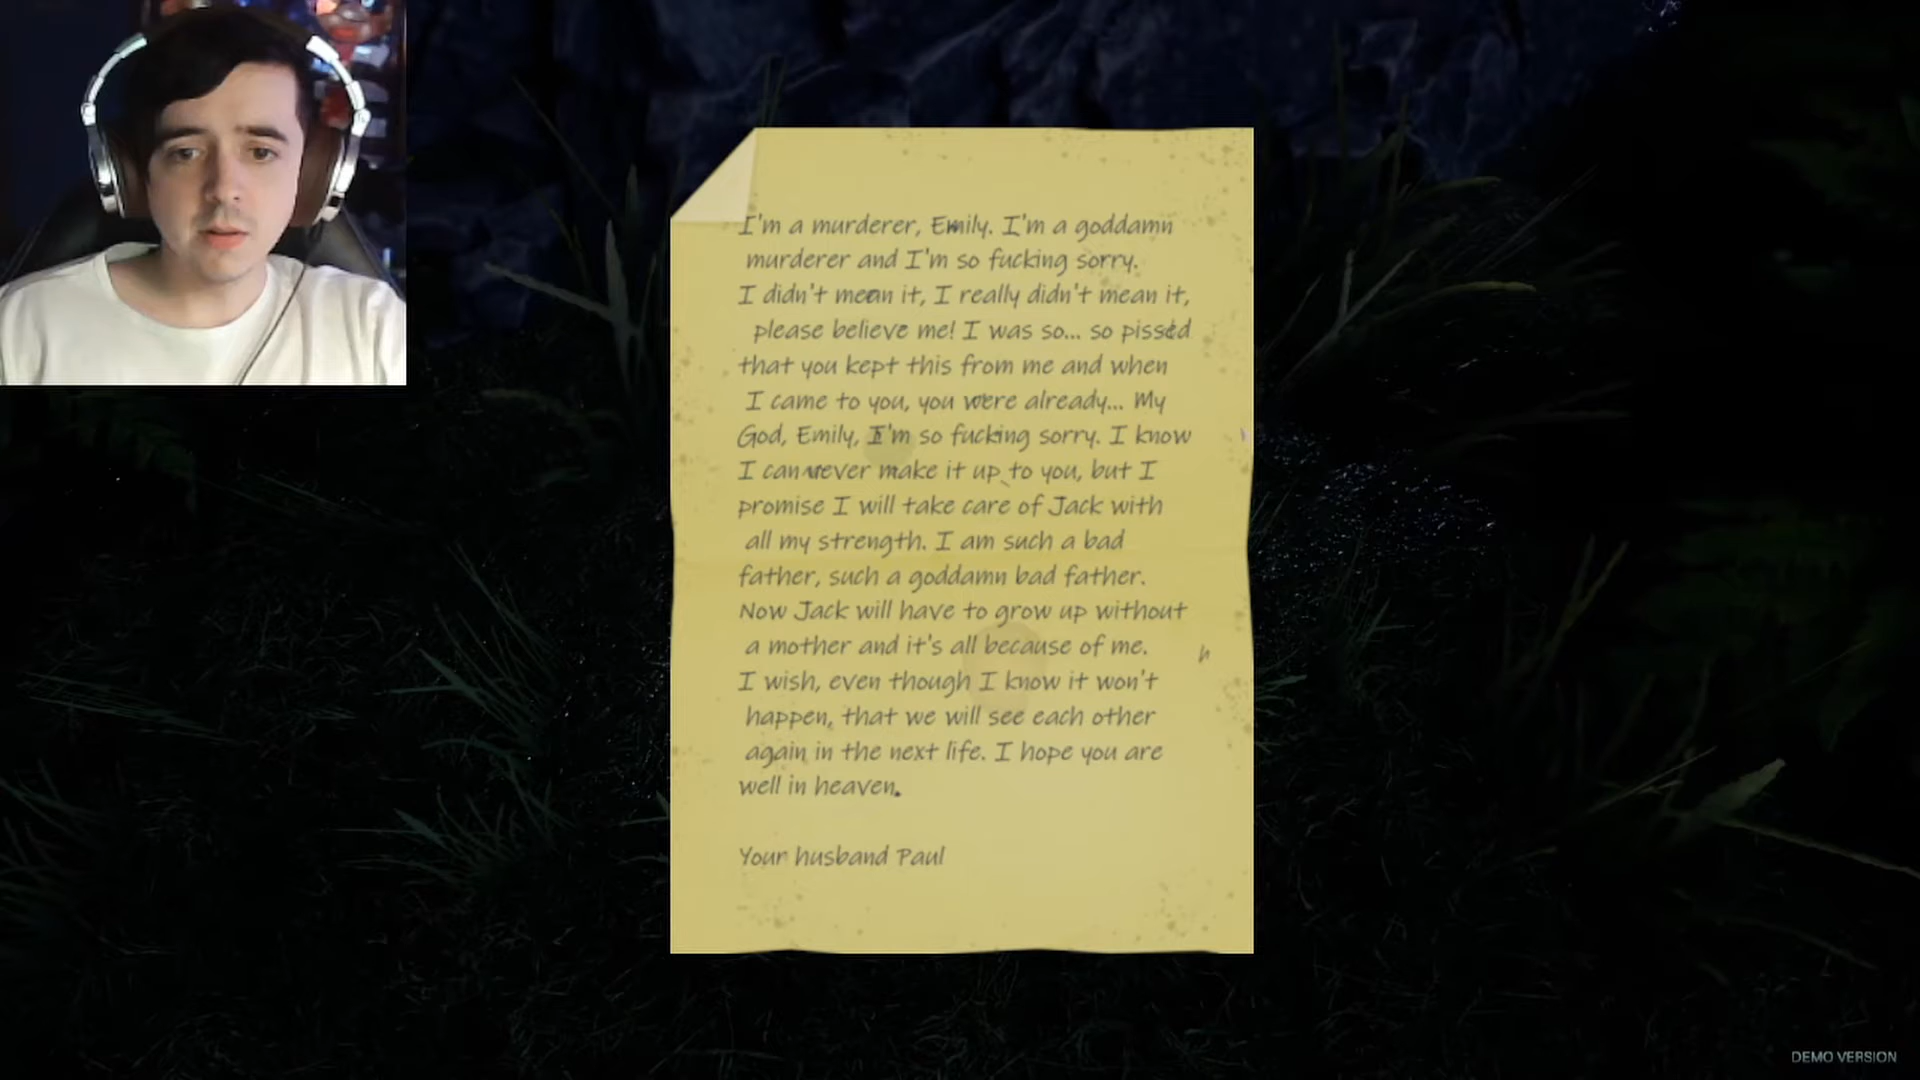 I'm a murderer, Emily. I'm a goddamn
murderer and I'm so fucking sorry.
I didn't mean it, I really didn't mean it,
please believe me! I was so... so pissed
that you kept this from me and when
I came to you, you were already... My
God, Emily, I'm so fucking sorry. I know
I can never make it up to you, but I
promise I will take care of Jack with
all my strength. I am such a bad
father, such a goddamn bad father.
Now Jack will have to grow up without
a mother and it's all because of me.
I wish, even though I know it won't
happen, that we will see each other
again in the next life. I hope you are
well in heaven.
Your husband Paul
DEMO VERSION